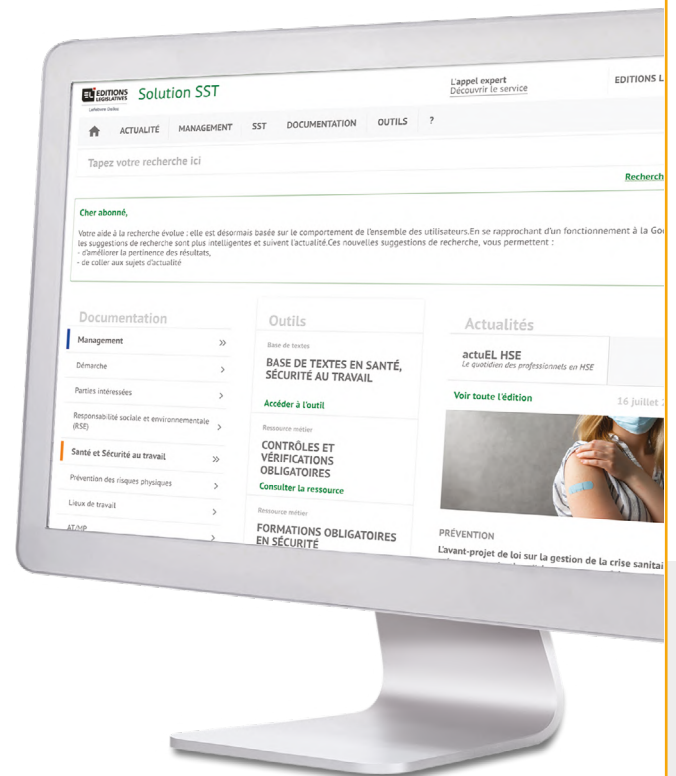 EL EDITIONS
LEGISLATIVES
Lefebvre Dalloz
Solution SST
L'appel expert
Découvrir le service
EDITIONS L
ACTUALITÉ MANAGEMENT SST DOCUMENTATION OUTILS ?
Tapez votre recherche ici
Recherch
Cher abonné,
Votre aide à la recherche évolue : elle est désormais basée sur le comportement de l'ensemble des utilisateurs.En se rapprochant d'un fonctionnement à la Goo
les suggestions de recherche sont plus intelligentes et suivent l'actualité.Ces nouvelles suggestions de recherche, vous permettent :
- d'améliorer la pertinence des résultats,
- de coller aux sujets d'actualité
Documentation
Management
Démarche
Parties intéressées
Responsabilité sociale et environnementale
(RSE)
Santé et Sécurité au travail
Prévention des risques physiques
Lieux de travail
AT/MP
Outils
Base de textes
BASE DE TEXTES EN SANTÉ,
SÉCURITÉ AU TRAVAIL
Accéder à l'outil
Ressource métier
CONTRÔLES ET
VÉRIFICATIONS
OBLIGATOIRES
Consulter la ressource
Ressource métier
FORMATIONS OBLIGATOIRES
EN SÉCURITÉ
Actualités
actuEL HSE
Le quotidien des professionnels en HSE
Voir toute l'édition
16 juillet
PRÉVENTION
L'avant-projet de loi sur la gestion de la crise sanitai